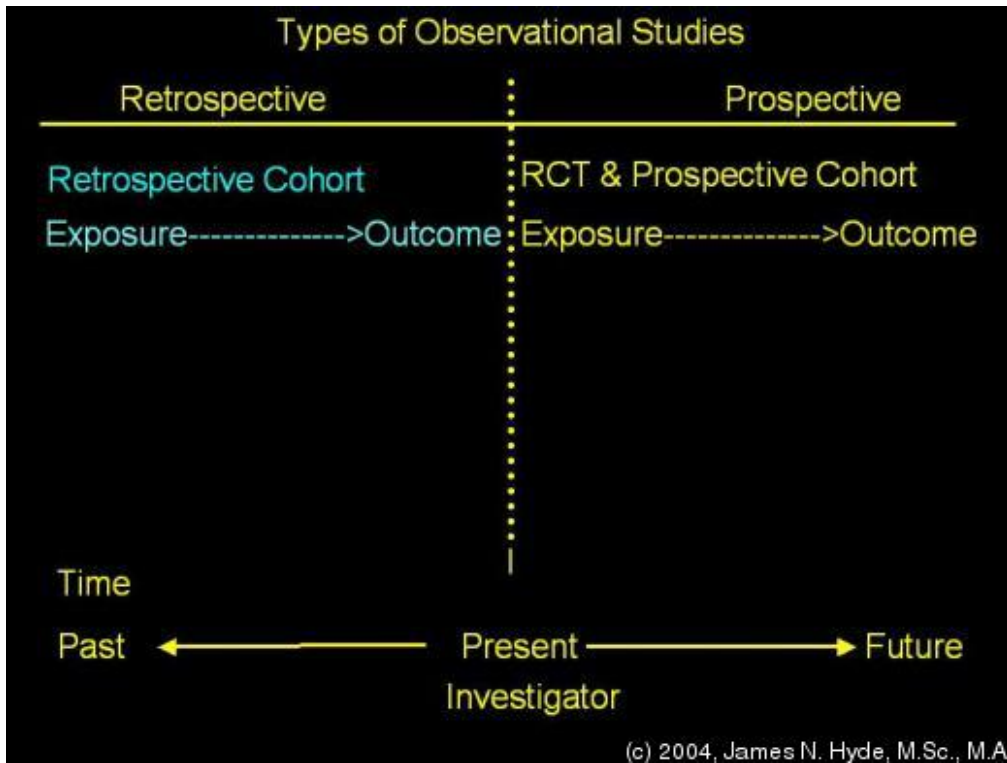 Types of Observational Studies
Retrospective
Prospective
Retrospective Cohort
RCT & Prospective Cohort
Exposure-------------->Outcome
Exposure-------------->Outcome
Time
Past
Present
Future
Investigator
(c) 2004, James N. Hyde, M.Sc., M.A